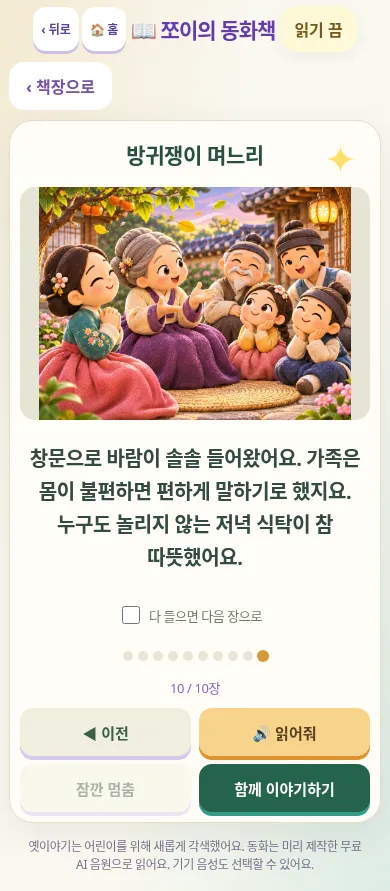 ‹ 뒤로 🏠 홈 📖 쪼이의 동화책 읽기 끝
‹ 책장으로
방귀쟁이 며느리
창문으로 바람이 솔솔 들어왔어요. 가족은
몸이 불편하면 편하게 말하기로 했지요.
누구도 놀리지 않는 저녁 식탁이 참
따뜻했어요.
다 들으면 다음 장으로
10 / 10장
◀ 이전 🔊 읽어줘
잠깐 멈춤 함께 이야기하기
옛이야기는 어린이를 위해 새롭게 각색했어요. 동화는 미리 제작한 무료
AI 음원으로 읽어요. 기기 음성도 선택할 수 있어요.